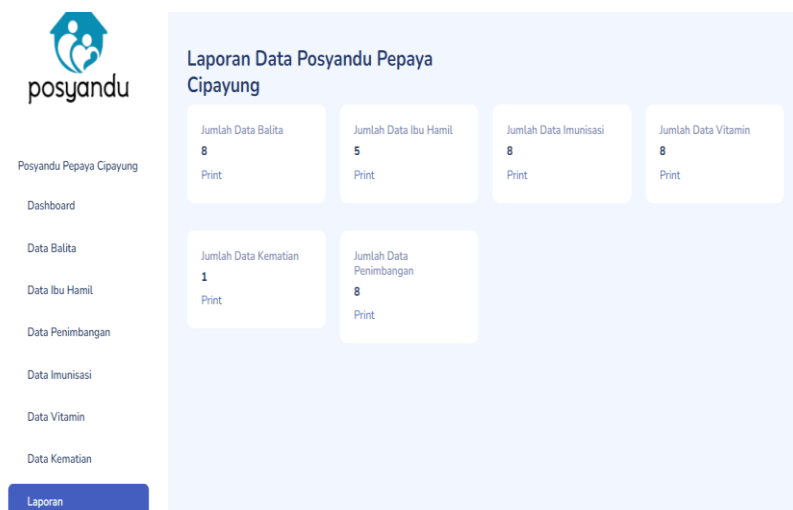 posyandu
Posyandu Pepaya Cipayung
Dashboard
Data Balita
Data Ibu Hamil
Data Penimbangan
Data Imunisasi
Data Vitamin
Data Kematian
Laporan
Laporan Data Posyandu Pepaya
Cipayung
Jumlah Data Balita
8
Print
Jumlah Data Ibu Hamil
5
Print
Jumlah Data Imunisasi
8
Print
Jumlah Data Vitamin
8
Print
Jumlah Data Kematian
1
Print
Jumlah Data
Penimbangan
8
Print